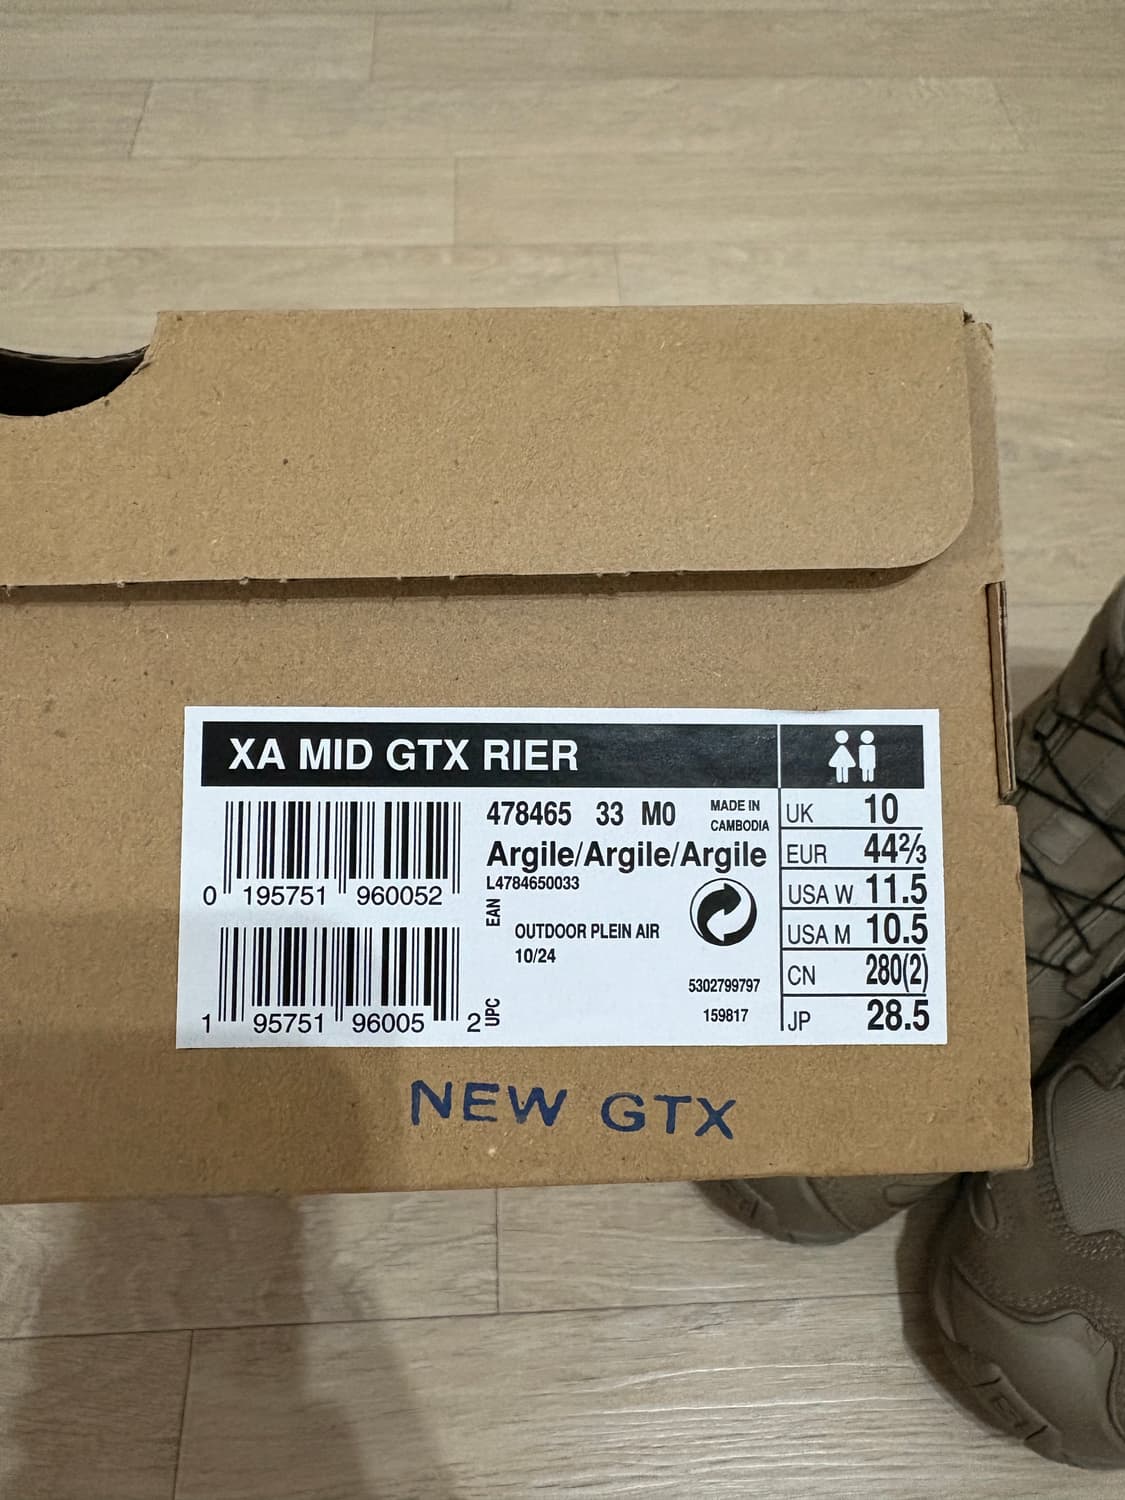 XA MID GTX RIER
478465 33 M0
MADE IN
CAMBODIA
Argile/Argile/Argile
L4784650033
0 195751 960052
EAN
OUTDOOR PLEIN AIR
10/24
5302799797
159817
1 95751 96005 2
UPC
UK 10
EUR 44⅔
USA W 11.5
USA M 10.5
CN 280(2)
JP 28.5
NEW GTX